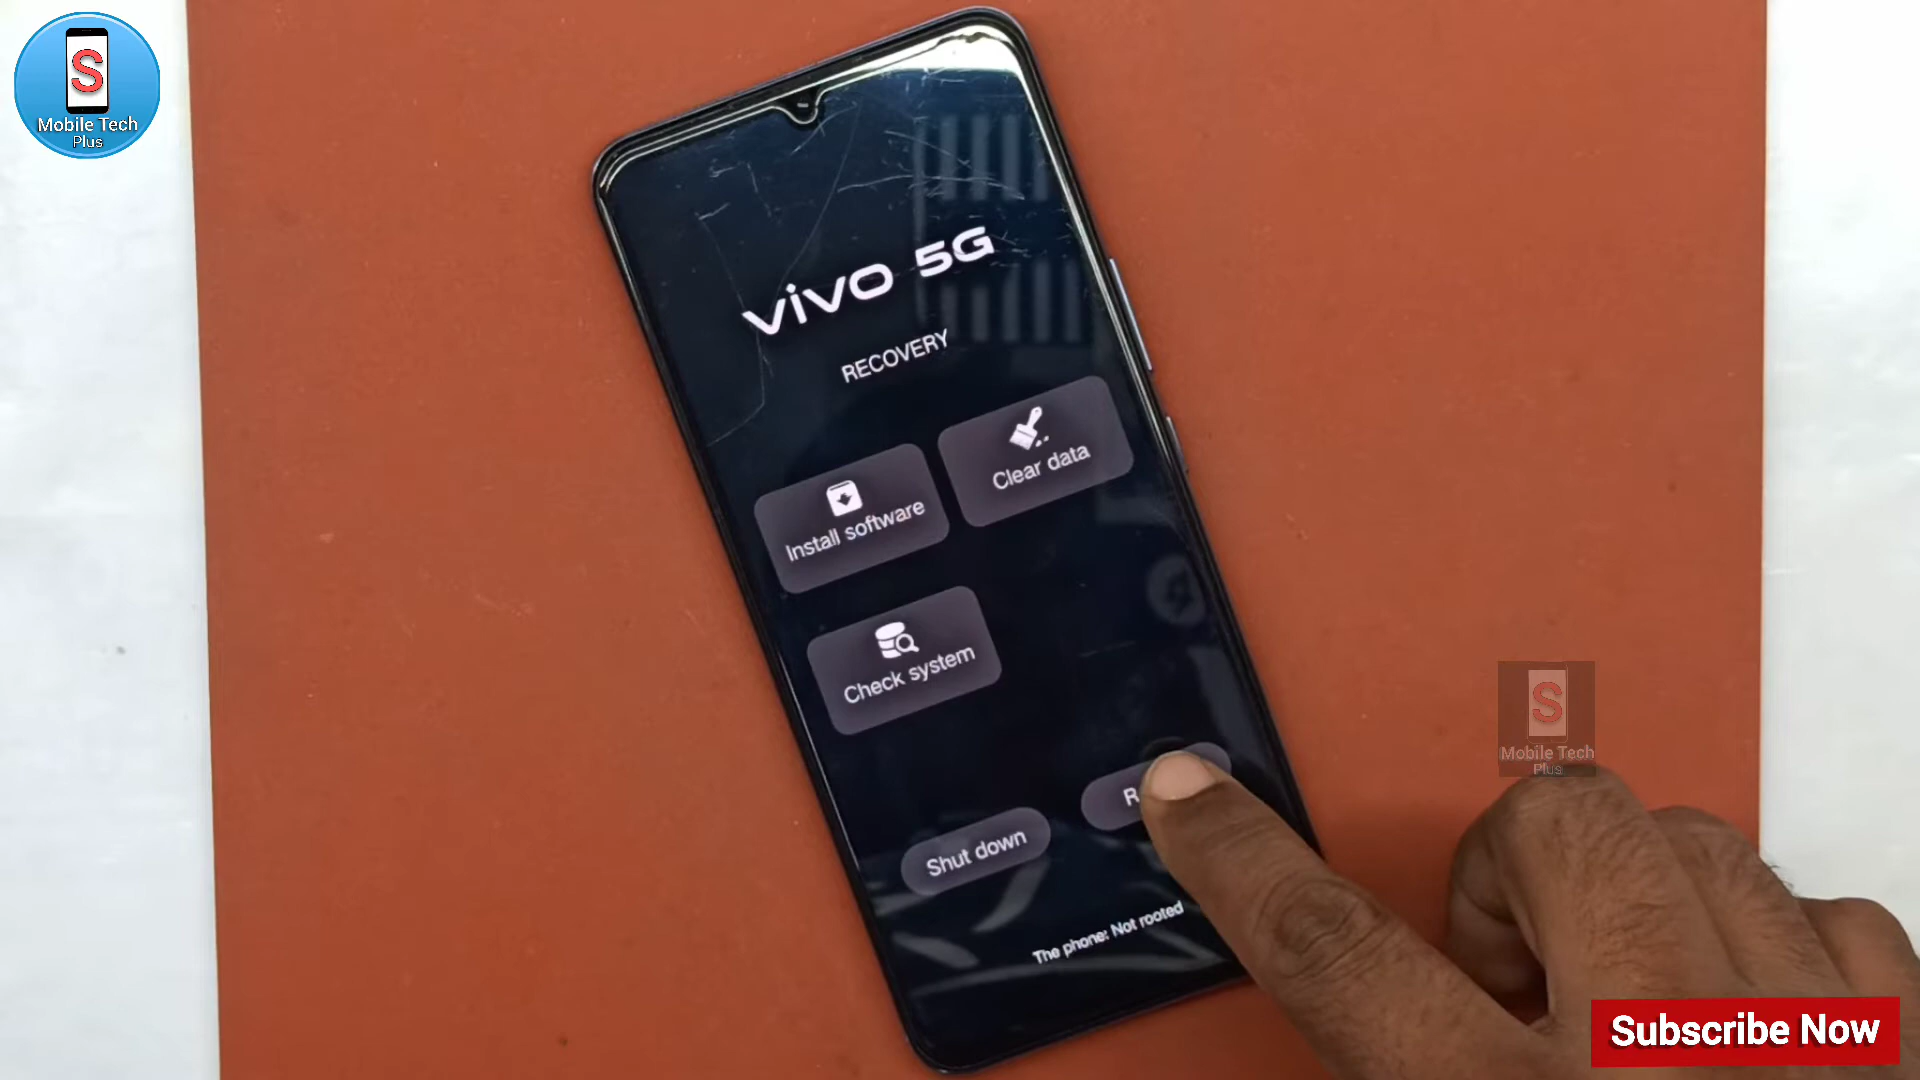 S
Mobile Tech
Plus
vivo 5G
RECOVERY
Install software
Clear data
Check system
Shut down
The phone: Not rooted
S
Mobile Tech
Plus
Subscribe Now